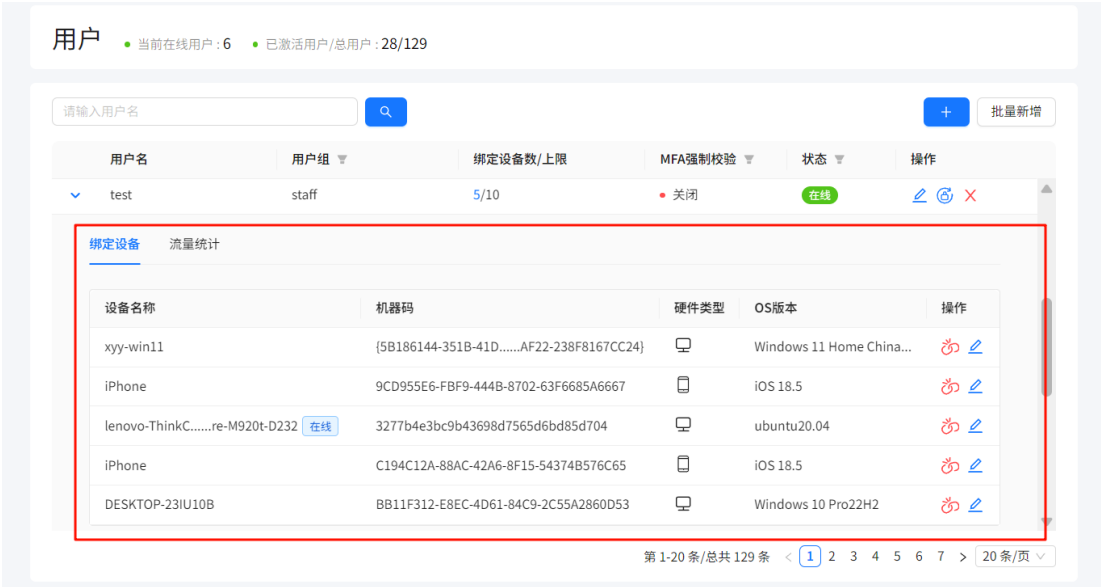 用户 当前在线用户 : 6 已激活用户/总用户 : 28/129
请输入用户名 批量新增
用户名 用户组 绑定设备数/上限 MFA强制校验 状态 操作
test staff 5/10 关闭 在线
绑定设备 流量统计
设备名称 机器码 硬件类型 OS版本 操作
xyy-win11 {5B186144-351B-41D......AF22-238F8167CC24} Windows 11 Home China...
iPhone 9CD955E6-FBF9-444B-8702-63F6685A6667 iOS 18.5
lenovo-ThinkC......re-M920t-D232 在线 3277b4e3bc9b43698d7565d6bd85d704 ubuntu20.04
iPhone C194C12A-88AC-42A6-8F15-54374B576C65 iOS 18.5
DESKTOP-23IU10B BB11F312-E8EC-4D61-84C9-2C55A2860D53 Windows 10 Pro22H2
第 1-20 条/总共 129 条 < 1 2 3 4 5 6 7 > 20 条/页